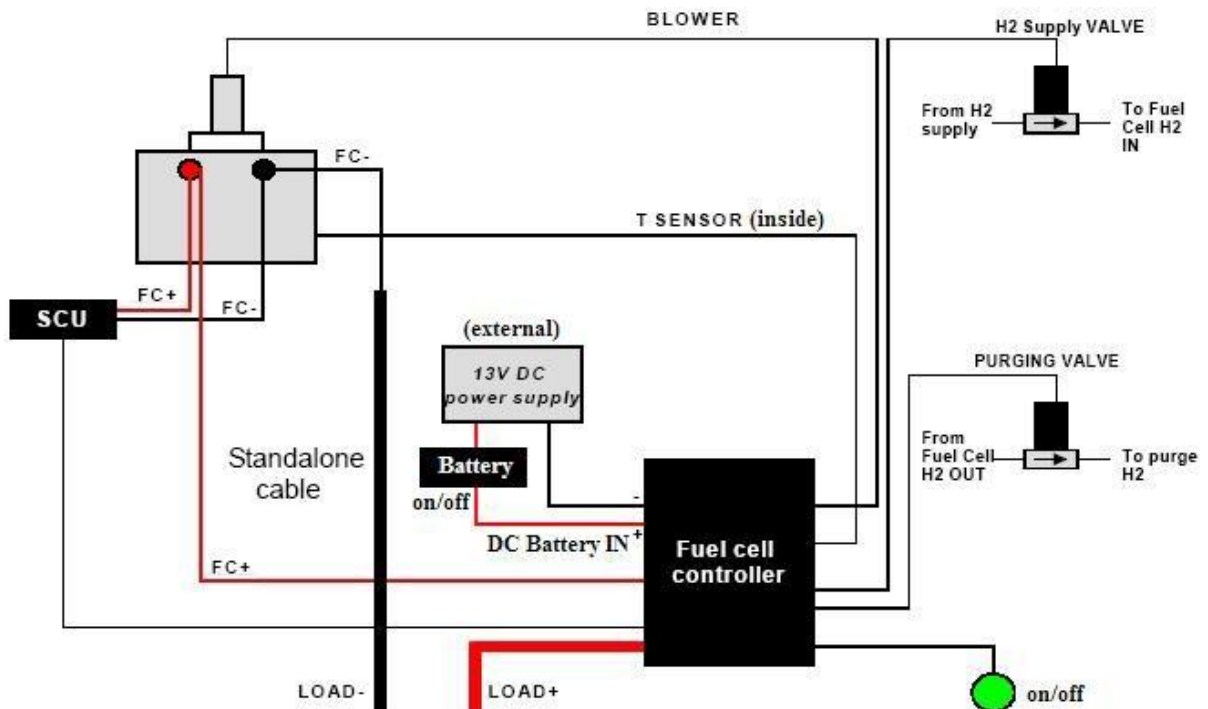 BLOWER
H2 Supply VALVE
From H2
supply
To Fuel
Cell H2
IN
FC-
T SENSOR (inside)
FC+
FC-
SCU
(external)
13V DC
power supply
PURGING VALVE
Standalone
cable
Battery
on/off
From
Fuel Cell
H2 OUT
To purge
H2
-
DC Battery IN +
Fuel cell
controller
FC+
LOAD-
LOAD+
on/off